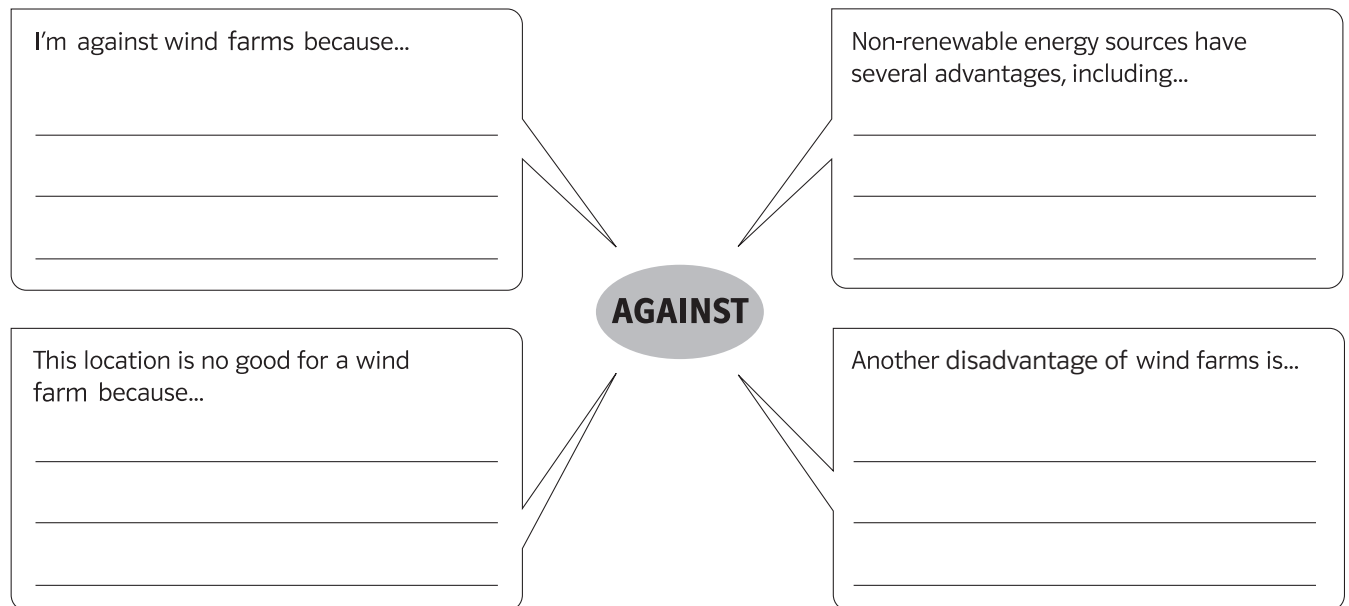 I'm against wind farms because...
Non-renewable energy sources have
several advantages, including...
AGAINST
This location is no good for a wind
farm because...
Another disadvantage of wind farms is...